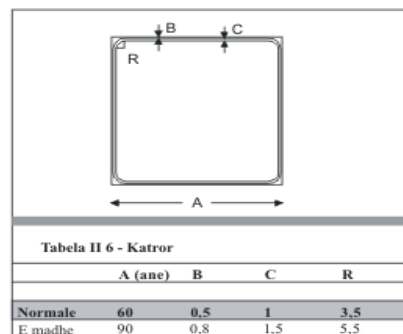 B
C
R
A
Tabela II 6 - Katror
A (ane) B C R
Normale 60 0,5 1 3,5
E madhe 90 0,8 1,5 5,5